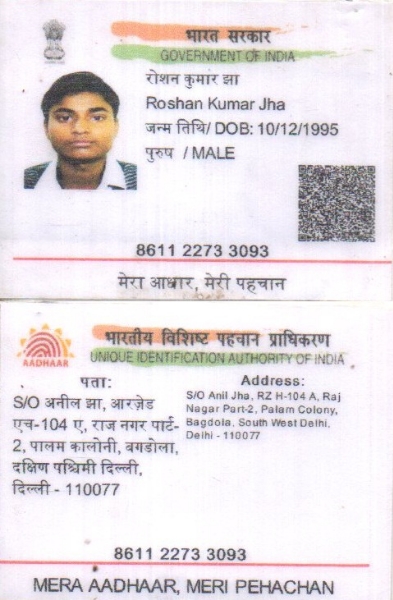 भारत सरकार
GOVERNMENT OF INDIA
रोशन कुमार झा
Roshan Kumar Jha
जन्म तिथि/ DOB: 10/12/1995
पुरुष / MALE
8611 2273 3093
मेरा आधार, मेरी पहचान
भारतीय विशिष्ट पहचान प्राधिकरण
UNIQUE IDENTIFICATION AUTHORITY OF INDIA
AADHAAR
पता:
S/O अनील झा, आरज़ेड
एच-104 ए, राज नगर पार्ट-
2, पालम कालोनी, बगडोला,
दक्षिण पश्चिमी दिल्ली,
दिल्ली - 110077
Address:
S/O Anil Jha, RZ H-104 A, Raj
Nagar Part-2, Palam Colony,
Bagdola, South West Delhi,
Delhi - 110077
8611 2273 3093
MERA AADHAAR, MERI PEHACHAN